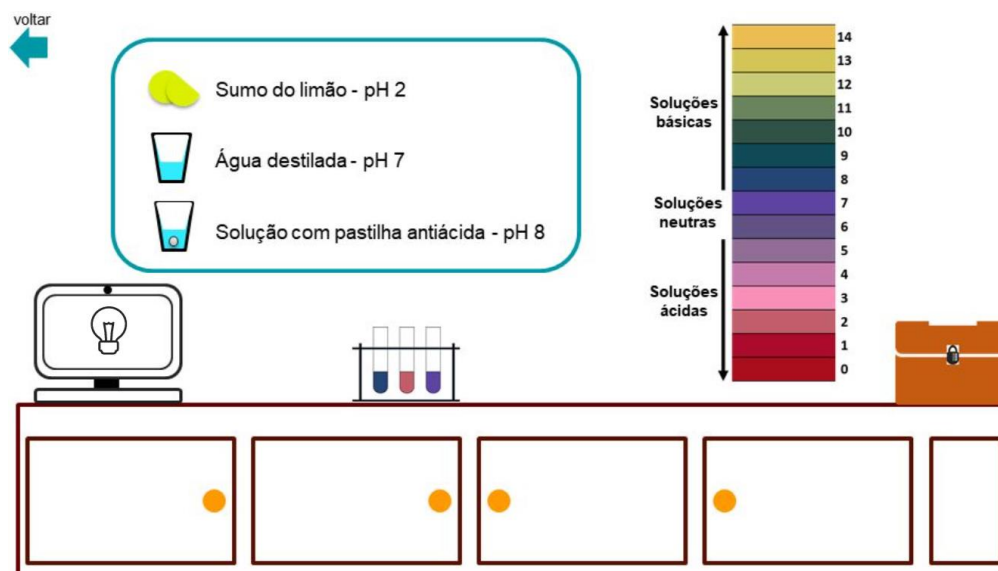 voltar
Sumo do limão - pH 2
Água destilada - pH 7
Solução com pastilha antiácida - pH 8
Soluções
básicas
Soluções
neutras
Soluções
ácidas
14
13
12
11
10
9
8
7
6
5
4
3
2
1
0